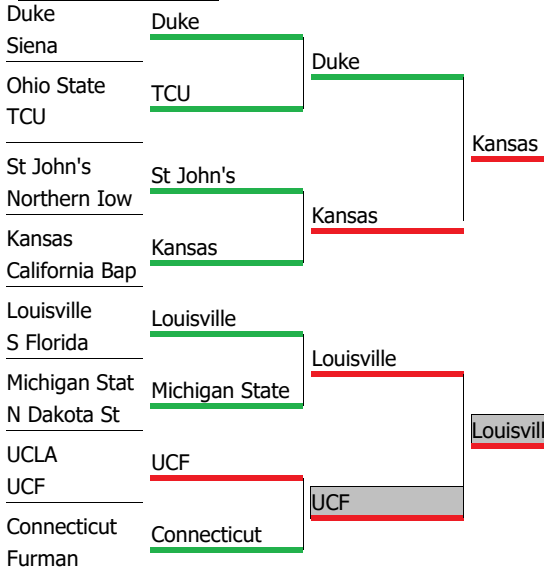 Duke
Siena
Ohio State
TCU
St John's
Northern Iow
Kansas
California Bap
Louisville
S Florida
Michigan Stat
N Dakota St
UCLA
UCF
Connecticut
Furman
Duke
TCU
St John's
Kansas
Louisville
Michigan State
UCF
Connecticut
Duke
Kansas
Louisville
UCF
Kansas
Louisvill